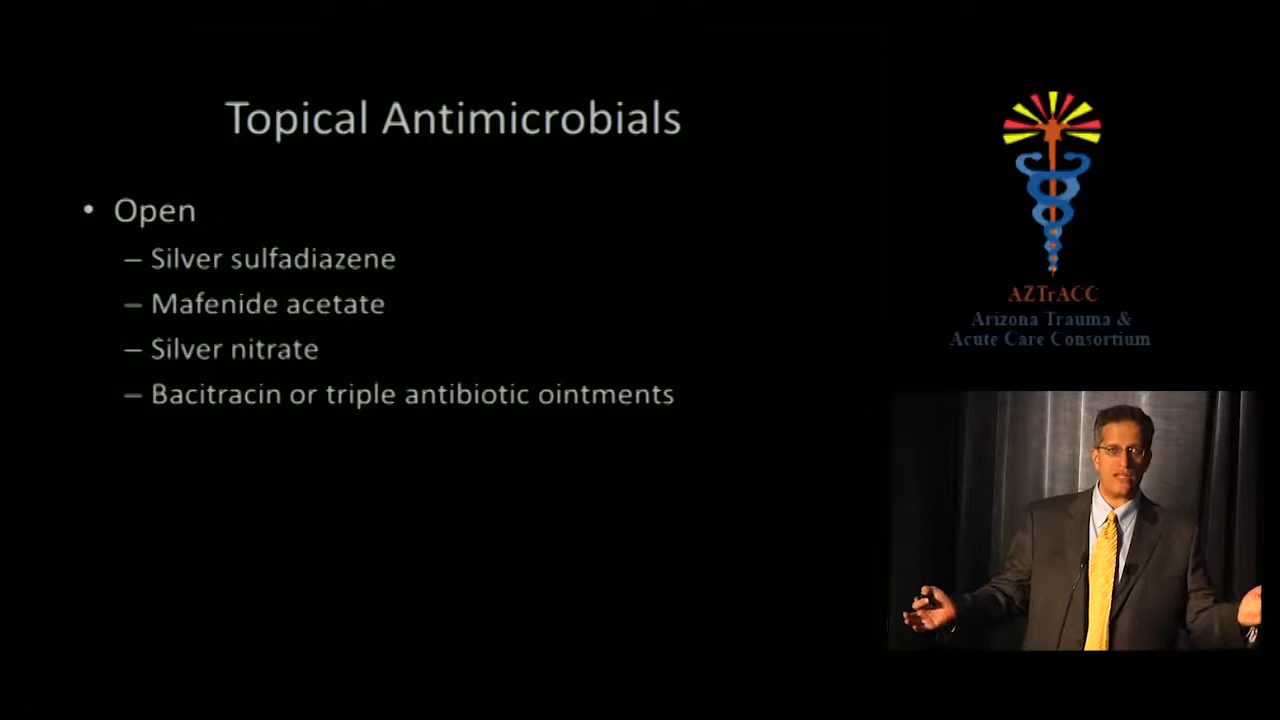 Topical Antimicrobials
• Open
– Silver sulfadiazene
– Mafenide acetate
– Silver nitrate
– Bacitracin or triple antibiotic ointments
AZTrACC
Arizona Trauma &
Acute Care Consortium